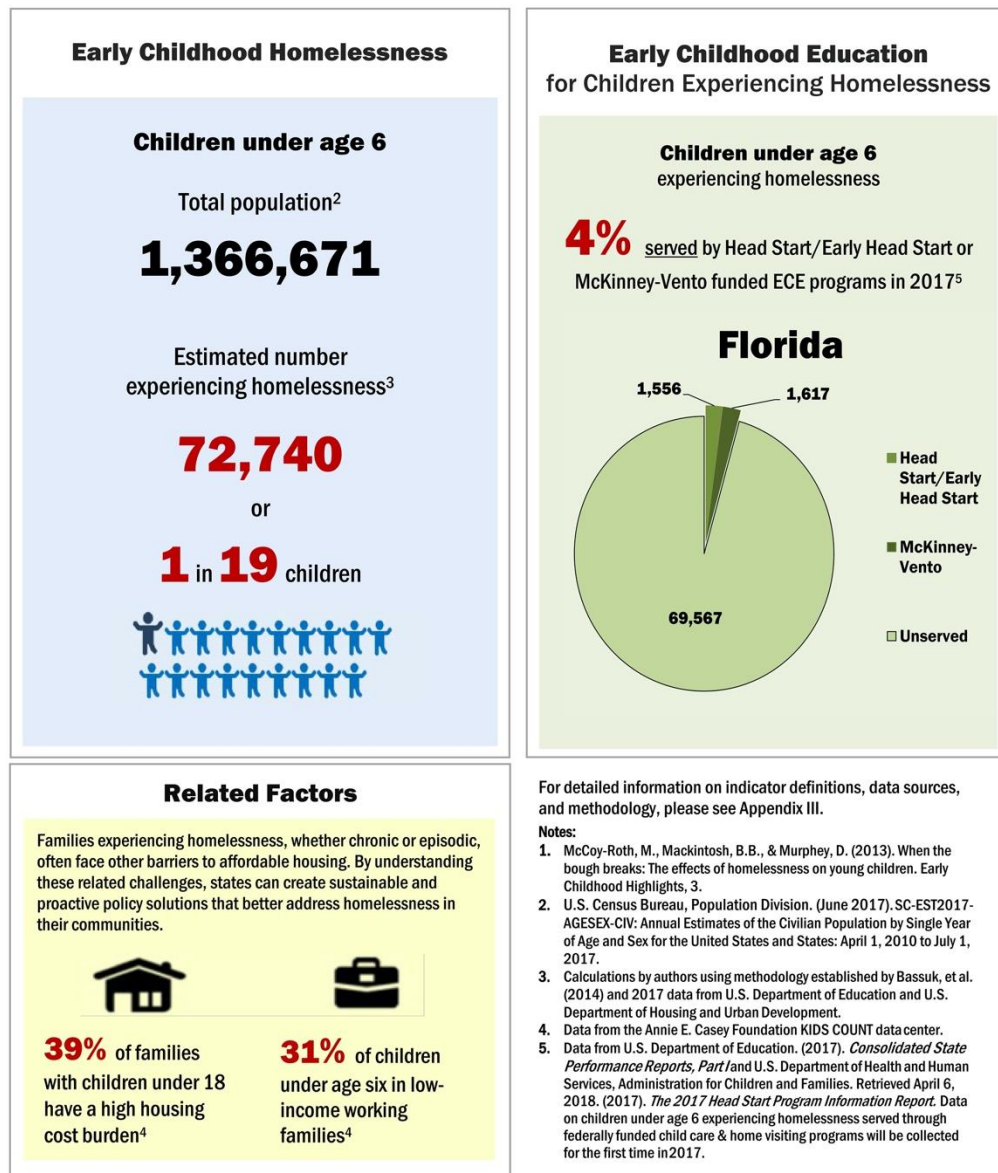 Early Childhood Homelessness
Children under age 6
Total population2
1,366,671
Estimated number
experiencing homelessness3
72,740
or
1 in 19 children
Early Childhood Education
for Children Experiencing Homelessness
Children under age 6
experiencing homelessness
4% served by Head Start/Early Head Start or
McKinney-Vento funded ECE programs in 20175
Florida
1,556
1,617
69,567
Head
Start/Early
Head Start
McKinney-
Vento
Unserved
Related Factors
Families experiencing homelessness, whether chronic or episodic,
often face other barriers to affordable housing. By understanding
these related challenges, states can create sustainable and
proactive policy solutions that better address homelessness in
their communities.
39% of families
with children under 18
have a high housing
cost burden4
31% of children
under age six in low-
income working
families4
For detailed information on indicator definitions, data sources,
and methodology, please see Appendix III.
Notes:
1. McCoy-Roth, M., Mackintosh, B.B., & Murphey, D. (2013). When the
bough breaks: The effects of homelessness on young children. Early
Childhood Highlights, 3.
2. U.S. Census Bureau, Population Division. (June 2017). SC-EST2017-
AGESEX-CIV: Annual Estimates of the Civilian Population by Single Year
of Age and Sex for the United States and States: April 1, 2010 to July 1,
2017.
3. Calculations by authors using methodology established by Bassuk, et al.
(2014) and 2017 data from U.S. Department of Education and U.S.
Department of Housing and Urban Development.
4. Data from the Annie E. Casey Foundation KIDS COUNT data center.
5. Data from U.S. Department of Education. (2017). Consolidated State
Performance Reports, Part I and U.S. Department of Health and Human
Services, Administration for Children and Families. Retrieved April 6,
2018. (2017). The 2017 Head Start Program Information Report. Data
on children under age 6 experiencing homelessness served through
federally funded child care & home visiting programs will be collected
for the first time in 2017.